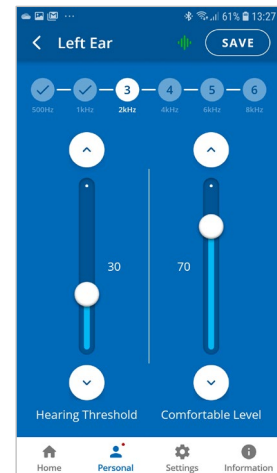 61% 13:27
Left Ear
SAVE
3 4 5 6
500Hz 1kHz 2kHz 4kHz 6kHz 8kHz
30 70
Hearing Threshold Comfortable Level
Home Personal Settings Information